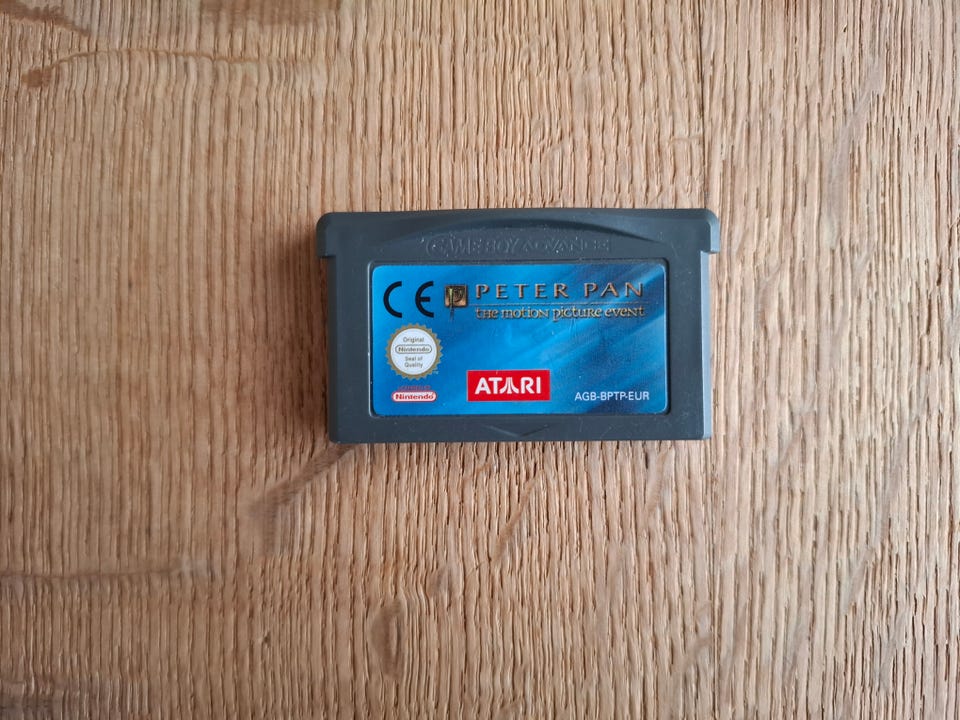 GAME BOY ADVANCE
CE
PETER PAN
the motion picture event
Original
Nintendo
Seal of
Quality
LICENSED BY
Nintendo
ATARI
AGB-BPTP-EUR